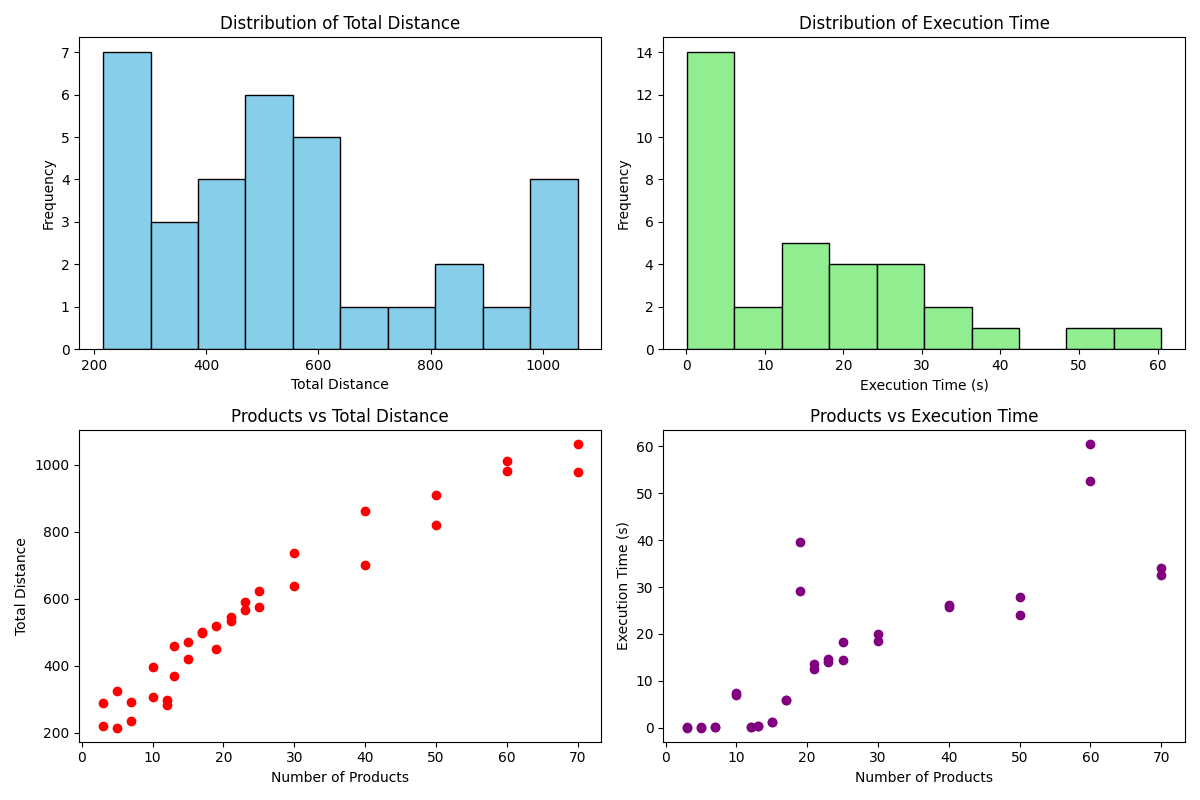 Distribution of Total Distance
7
6
5
4
3
2
1
0
Frequency
200 400 600 800 1000
Total Distance
Distribution of Execution Time
14
12
10
8
6
4
2
0
Frequency
0 10 20 30 40 50 60
Execution Time (s)
Products vs Total Distance
1000
800
600
400
200
Total Distance
0 10 20 30 40 50 60 70
Number of Products
Products vs Execution Time
60
50
40
30
20
10
0
Execution Time (s)
0 10 20 30 40 50 60 70
Number of Products